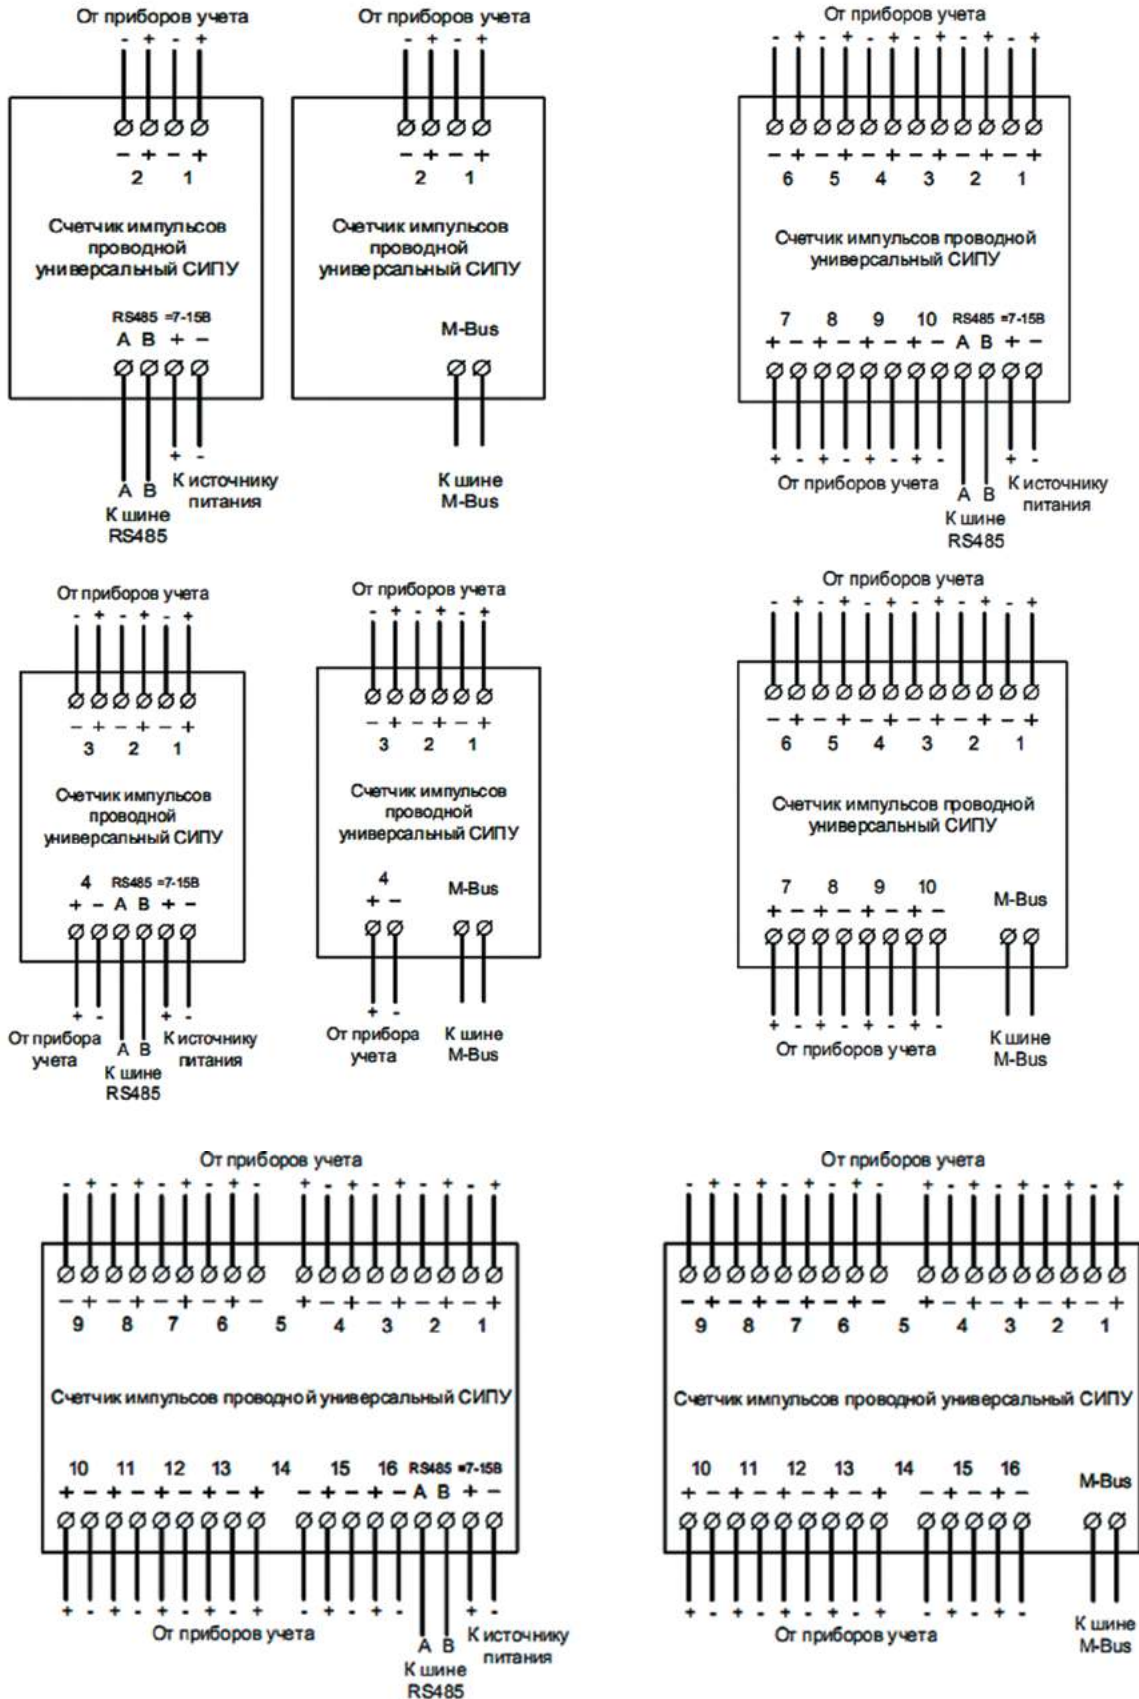 От приборов учета
- + - +
- + - +
2 1
Счетчик импульсов
проводной
универсальный СИПУ
RS485 =7-15В
A B + -
+ -
A B
К источнику
питания
К шине
RS485
От приборов учета
- + - +
- + - +
2 1
Счетчик импульсов
проводной
универсальный СИПУ
M-Bus
К шине
M-Bus
От приборов учета
- + - + - + - + - + - +
- + - + - + - + - + - +
6 5 4 3 2 1
Счетчик импульсов проводной
универсальный СИПУ
7 8 9 10 RS485 =7-15В
+ - + - + - + - A B + -
+ - + - + - + - + -
От приборов учета
A B
К источнику
питания
К шине
RS485
От приборов учета
- + - + - +
- + - + - +
3 2 1
Счетчик импульсов
проводной
универсальный СИПУ
4 RS485 =7-15В
+ - A B + -
+ - + -
От прибора
учета
A B
К источнику
питания
К шине
RS485
От приборов учета
- + - + - +
- + - + - +
3 2 1
Счетчик импульсов
проводной
универсальный СИПУ
4 M-Bus
+ -
+ -
От прибора
учета
К шине
M-Bus
От приборов учета
- + - + - + - + - + - +
- + - + - + - + - + - +
6 5 4 3 2 1
Счетчик импульсов проводной
универсальный СИПУ
7 8 9 10 M-Bus
+ - + - + - + -
+ - + - + - + -
От приборов учета
К шине
M-Bus
От приборов учета
- + - + - + - + - + - + - + - + - +
- + - + - + - + - + - + - + - + - +
9 8 7 6 5 4 3 2 1
Счетчик импульсов проводной универсальный СИПУ
10 11 12 13 14 15 16 RS485 =7-15В
+ - + - + - + - + - + - + - A B + -
+ - + - + - + - + - + - + - + -
От приборов учета
A B
К источнику
питания
К шине
RS485
От приборов учета
- + - + - + - + - + - + - + - + - +
- + - + - + - + - + - + - + - + - +
9 8 7 6 5 4 3 2 1
Счетчик импульсов проводной универсальный СИПУ
10 11 12 13 14 15 16 M-Bus
+ - + - + - + - + - + - + -
+ - + - + - + - + - + - + -
От приборов учета
К шине
M-Bus